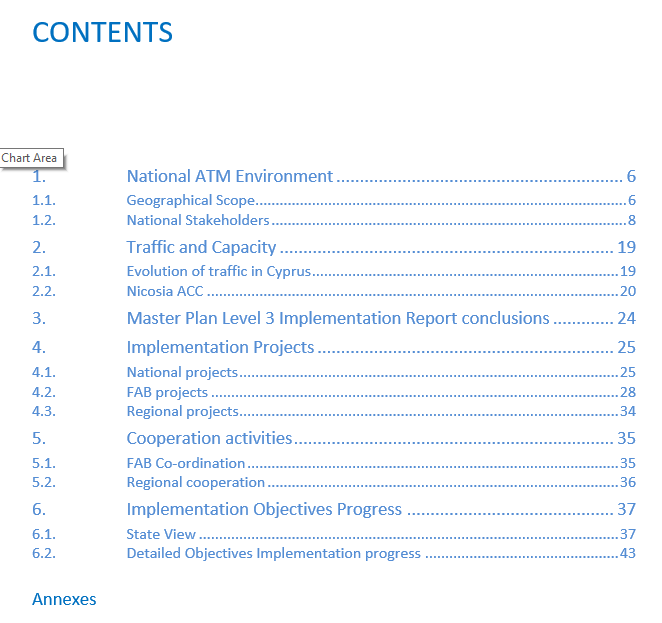 CONTENTS
Chart Area
1. National ATM Environment ............................................................. 6
1.1. Geographical Scope............................................................................................6
1.2. National Stakeholders........................................................................................8
2. Traffic and Capacity ...................................................................... 19
2.1. Evolution of traffic in Cyprus............................................................................19
2.2. Nicosia ACC ......................................................................................................20
3. Master Plan Level 3 Implementation Report conclusions ............. 24
4. Implementation Projects .............................................................. 25
4.1. National projects..............................................................................................25
4.2. FAB projects .....................................................................................................28
4.3. Regional projects..............................................................................................34
5. Cooperation activities................................................................... 35
5.1. FAB Co-ordination............................................................................................35
5.2. Regional cooperation .......................................................................................36
6. Implementation Objectives Progress ............................................ 37
6.1. State View ........................................................................................................37
6.2. Detailed Objectives Implementation progress ................................................43
Annexes